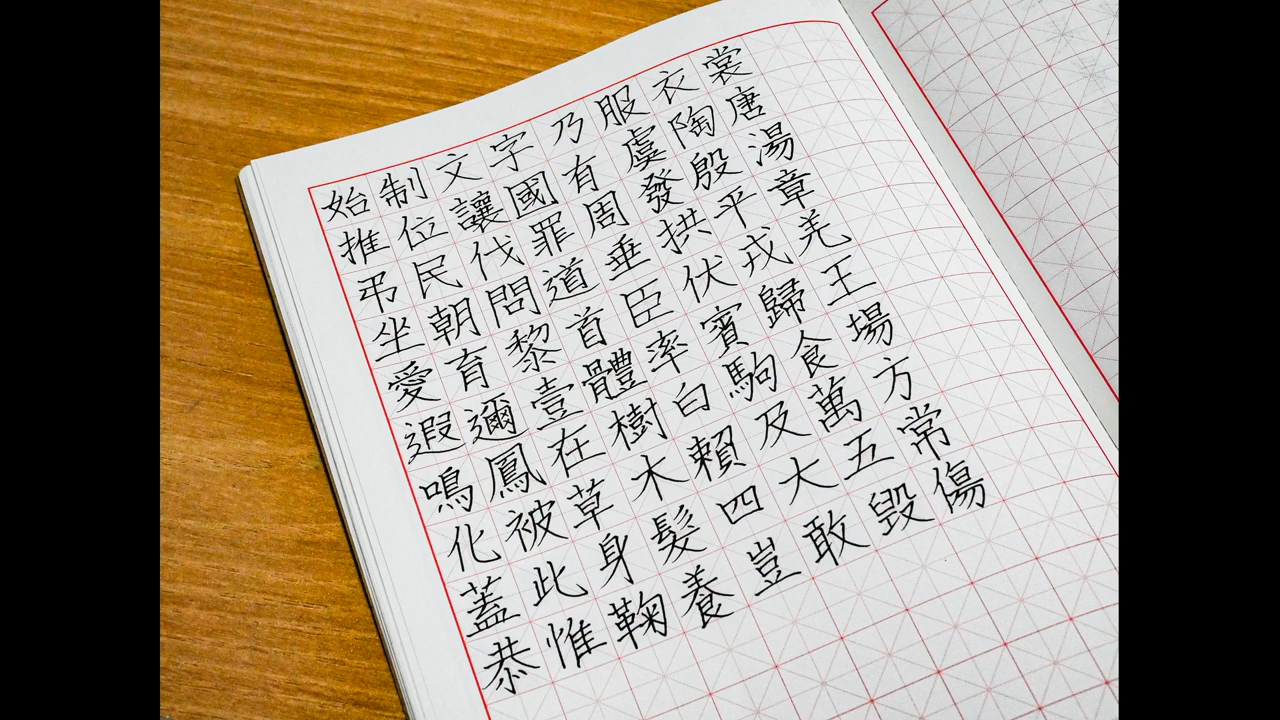 始制文字乃服衣裳
推位讓國有虞陶唐
弔民伐罪周發殷湯
坐朝問道垂拱平章
愛育黎首臣伏戎羌
遐邇壹體率賓歸王
鳴鳳在樹白駒食場
化被草木賴及萬方
蓋此身髮四大五常
恭惟鞠養豈敢毀傷